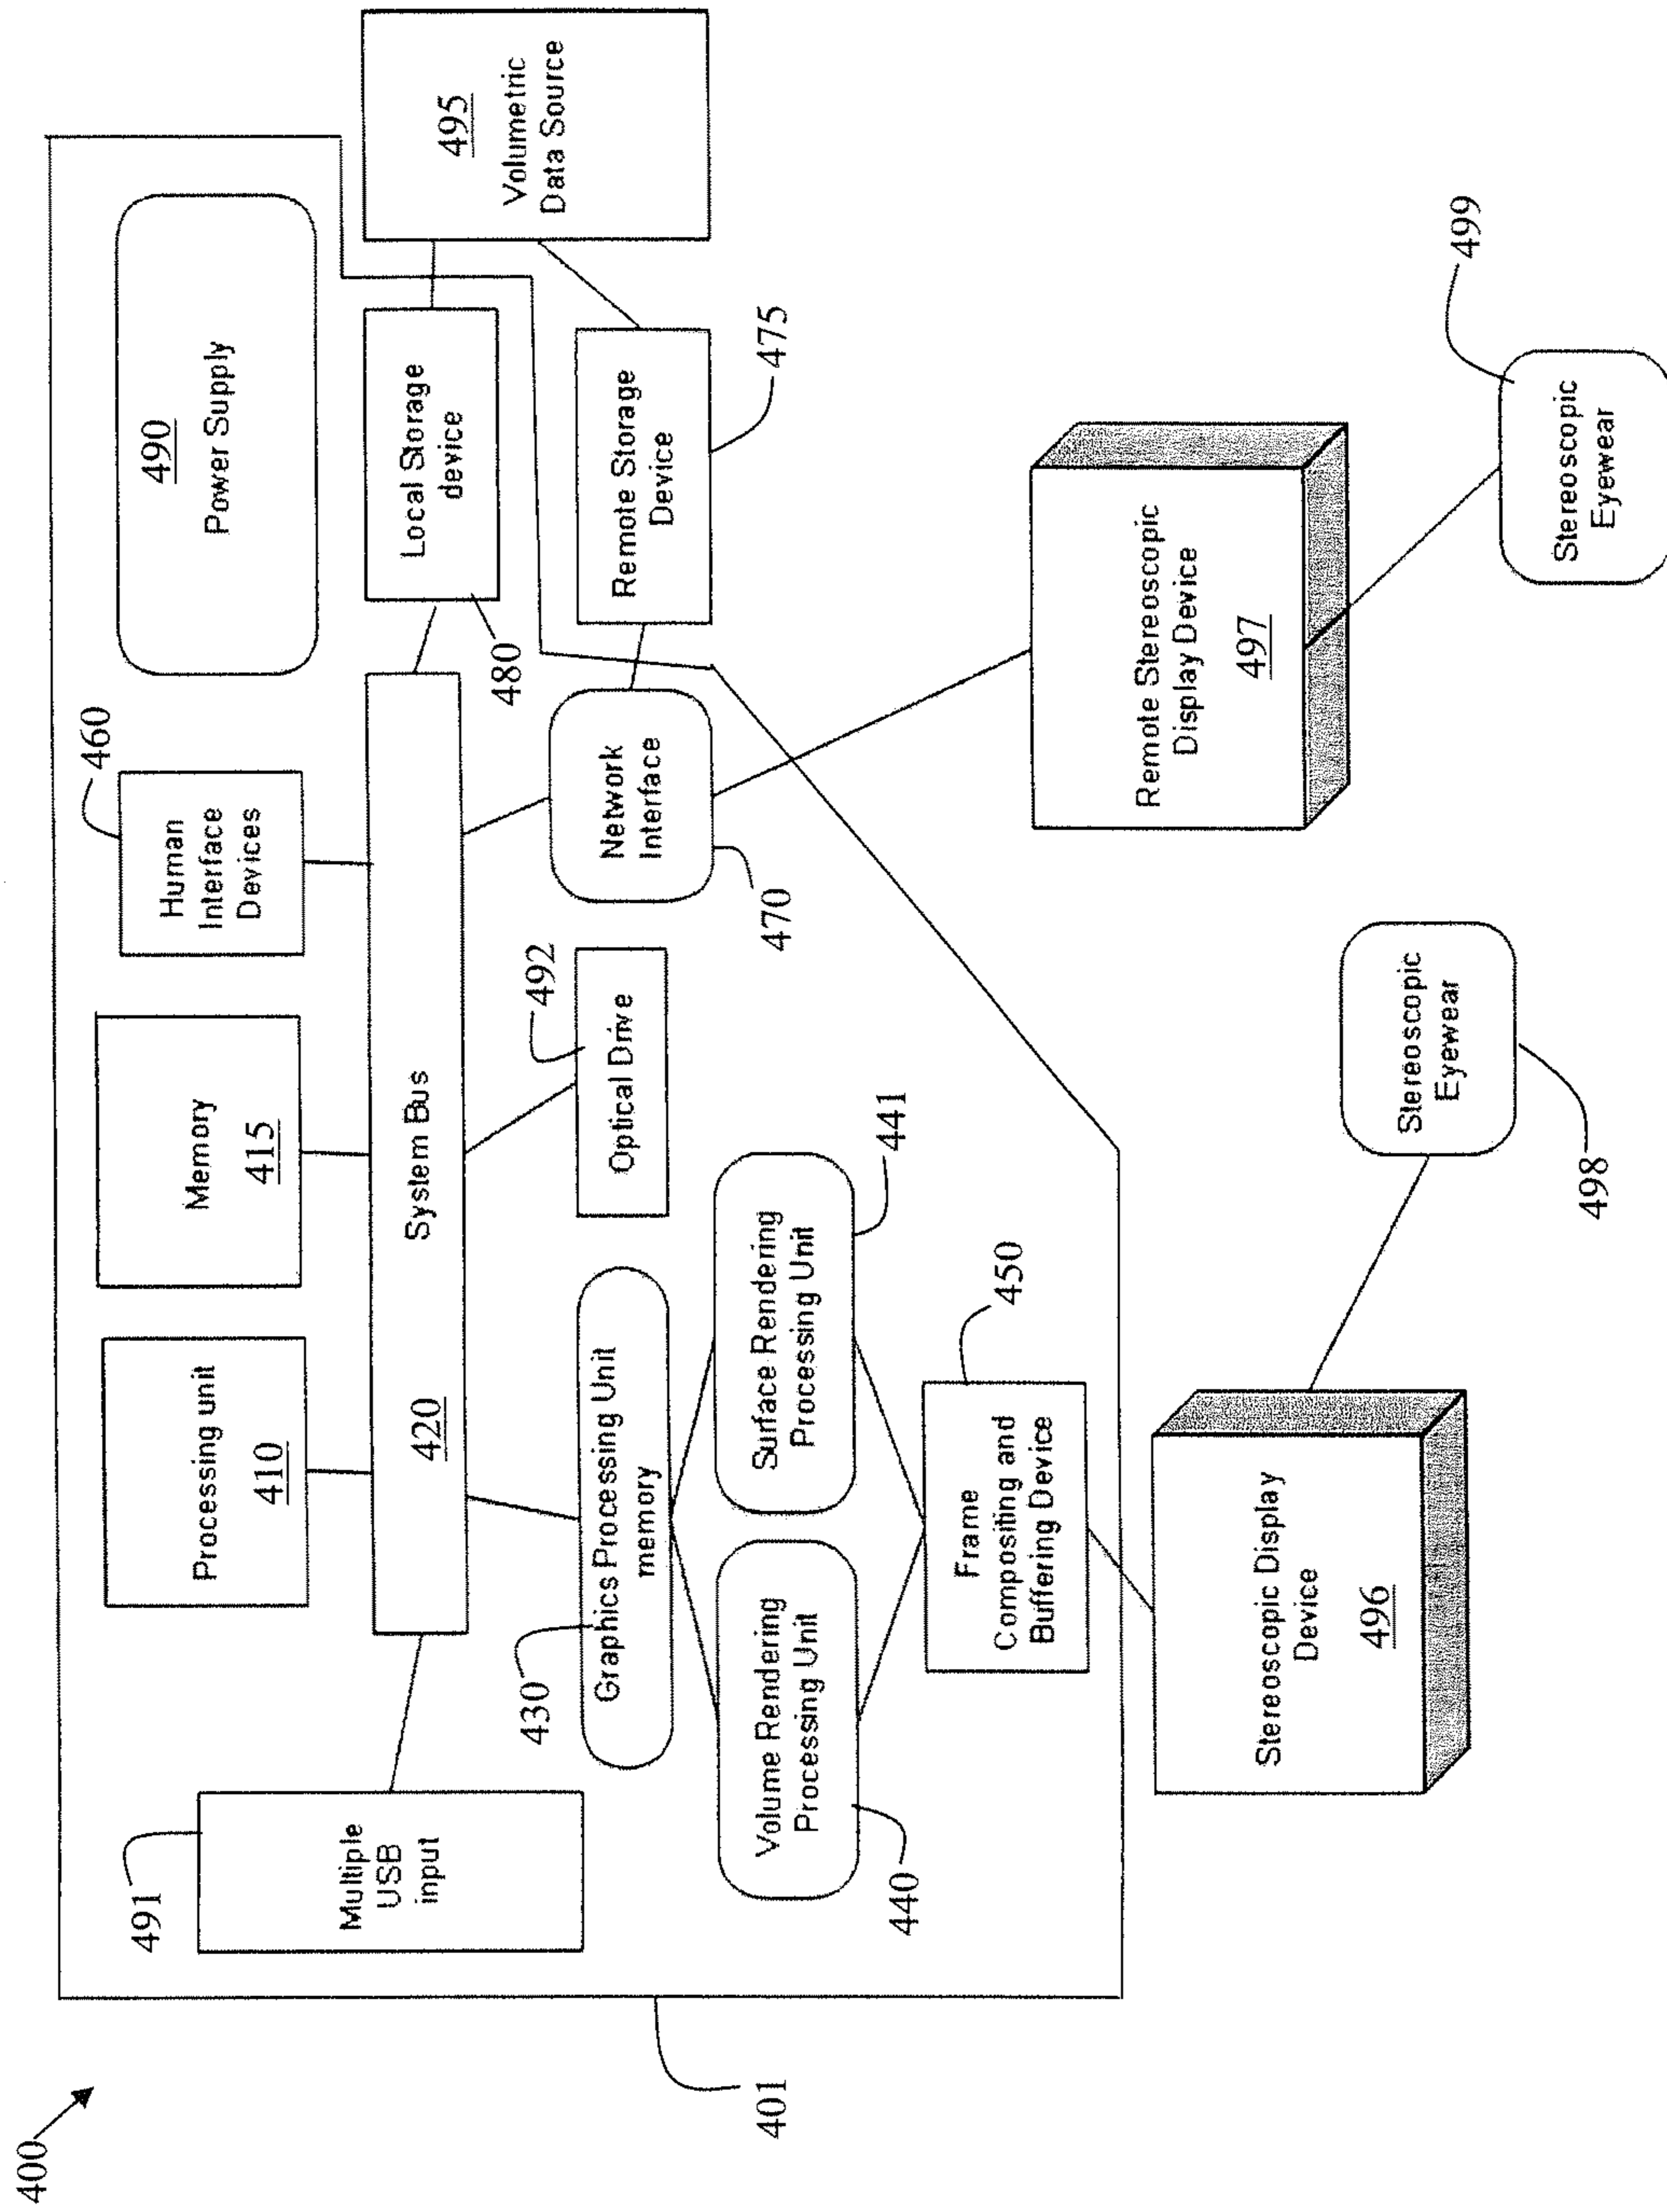 400
401
491
Multiple
USB
input
Processing unit
410
Memory
415
460
Human
Interface
Devices
490
Power Supply
420
System Bus
480
Local Storage
device
495
Volumetric
Data Source
430
Graphics Processing Unit
memory
492
Optical Drive
470
Network
Interface
Remote Storage
Device
475
440
Volume Rendering
Processing Unit
Surface Rendering
Processing Unit
441
Frame
Compositing and
Buffering Device
450
Stereoscopic Display
Device
496
Stereoscopic
Eyewear
498
Remote Stereoscopic
Display Device
497
Stereoscopic
Eyewear
499